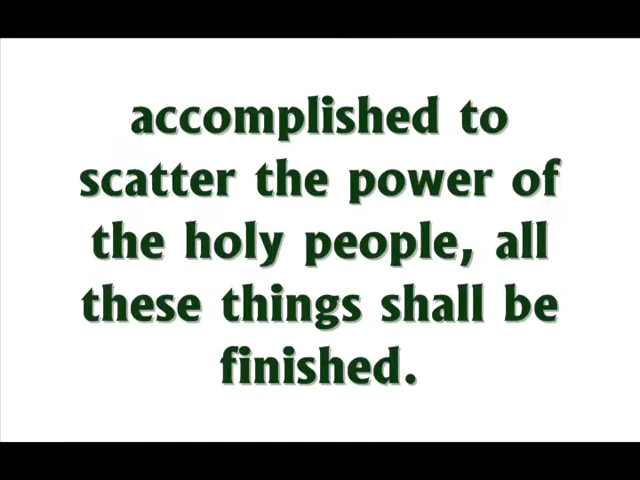 accomplished to
scatter the power of
the holy people, all
these things shall be
finished.